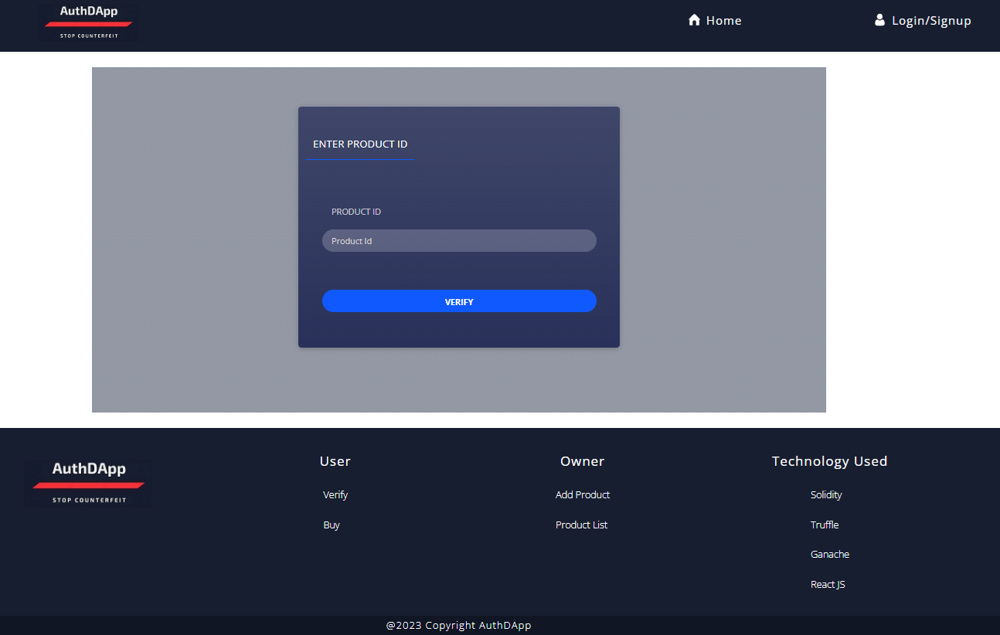 AuthDApp
STOP COUNTERFEIT
Home
Login/Signup
ENTER PRODUCT ID
PRODUCT ID
Product Id
VERIFY
AuthDApp
STOP COUNTERFEIT
User
Verify
Buy
Owner
Add Product
Product List
Technology Used
Solidity
Truffle
Ganache
React JS
@2023 Copyright AuthDApp